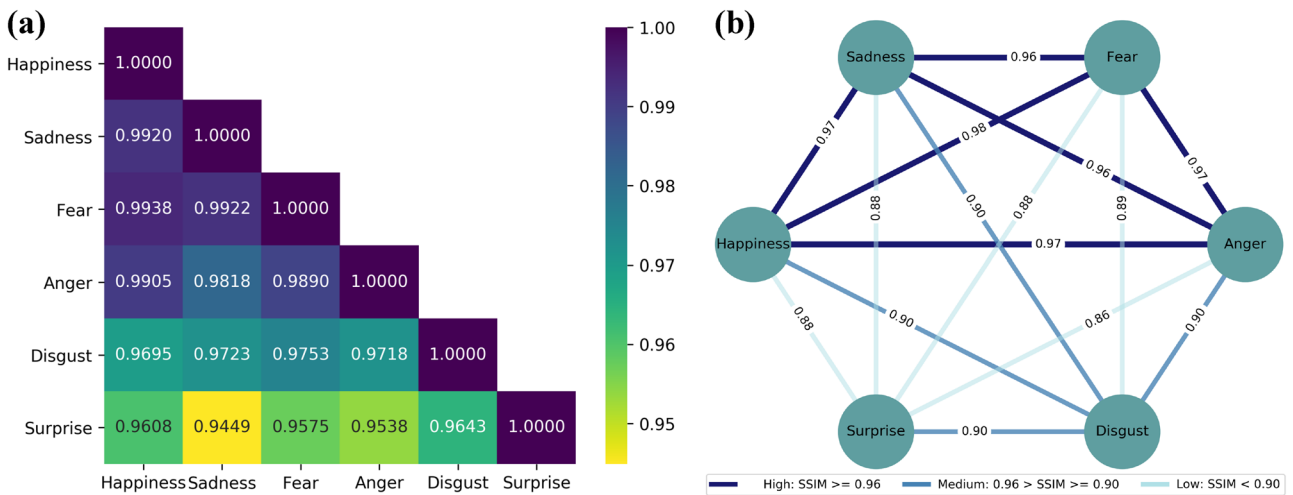 (a)
1.00
0.99
0.98
0.97
0.96
0.95
Happiness 1.0000
Sadness 0.9920 1.0000
Fear 0.9938 0.9922 1.0000
Anger 0.9905 0.9818 0.9890 1.0000
Disgust 0.9695 0.9723 0.9753 0.9718 1.0000
Surprise 0.9608 0.9449 0.9575 0.9538 0.9643 1.0000
Happiness Sadness Fear Anger Disgust Surprise
(b)
Sadness 0.96 Fear
0.97 0.98 0.96 0.97
0.88 0.90 0.88 0.89
Happiness 0.97 Anger
0.88 0.90 0.86 0.90
Surprise 0.90 Disgust
High: SSIM >= 0.96 Medium: 0.96 > SSIM >= 0.90 Low: SSIM < 0.90